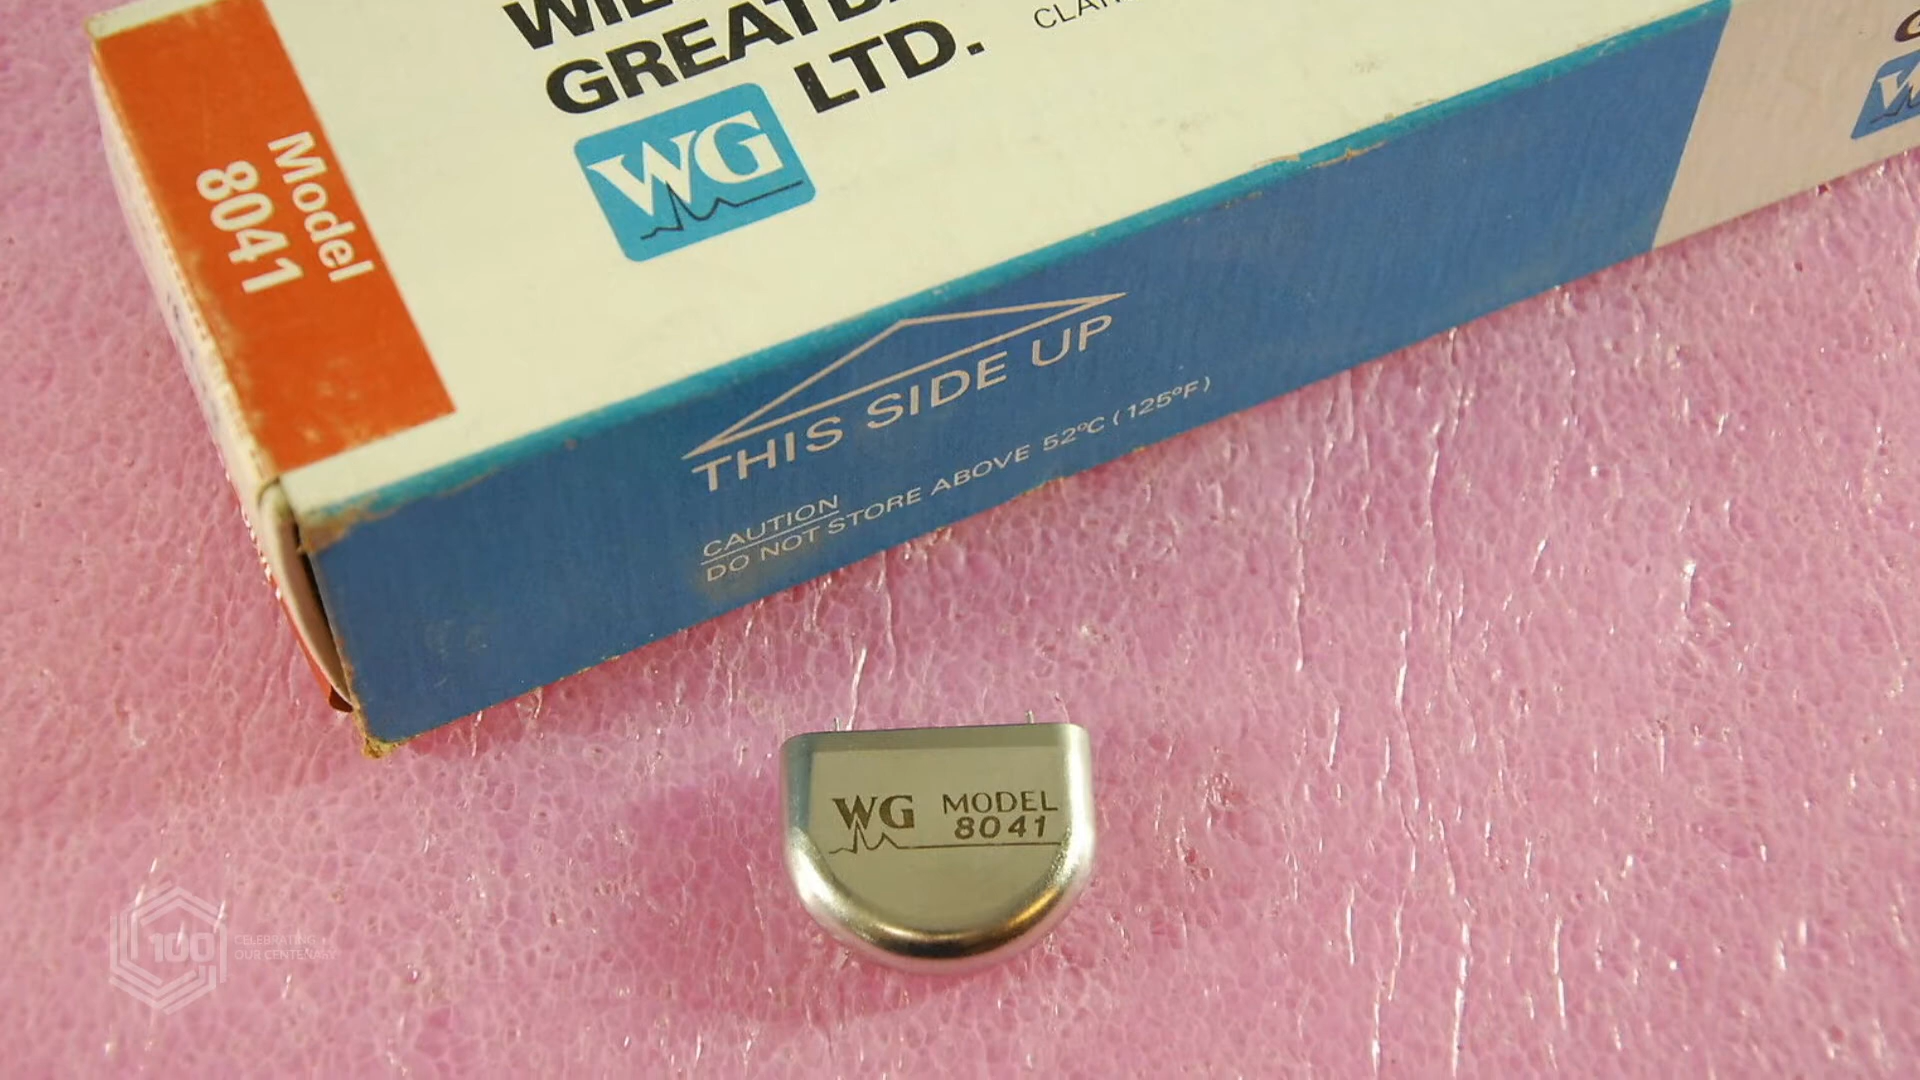 GREAT
LTD.
WG
Model
8041
THIS SIDE UP
CAUTION
DO NOT STORE ABOVE 52ºC (125ºF)
WG MODEL
8041
100 CELEBRATING
OUR CENTENARY